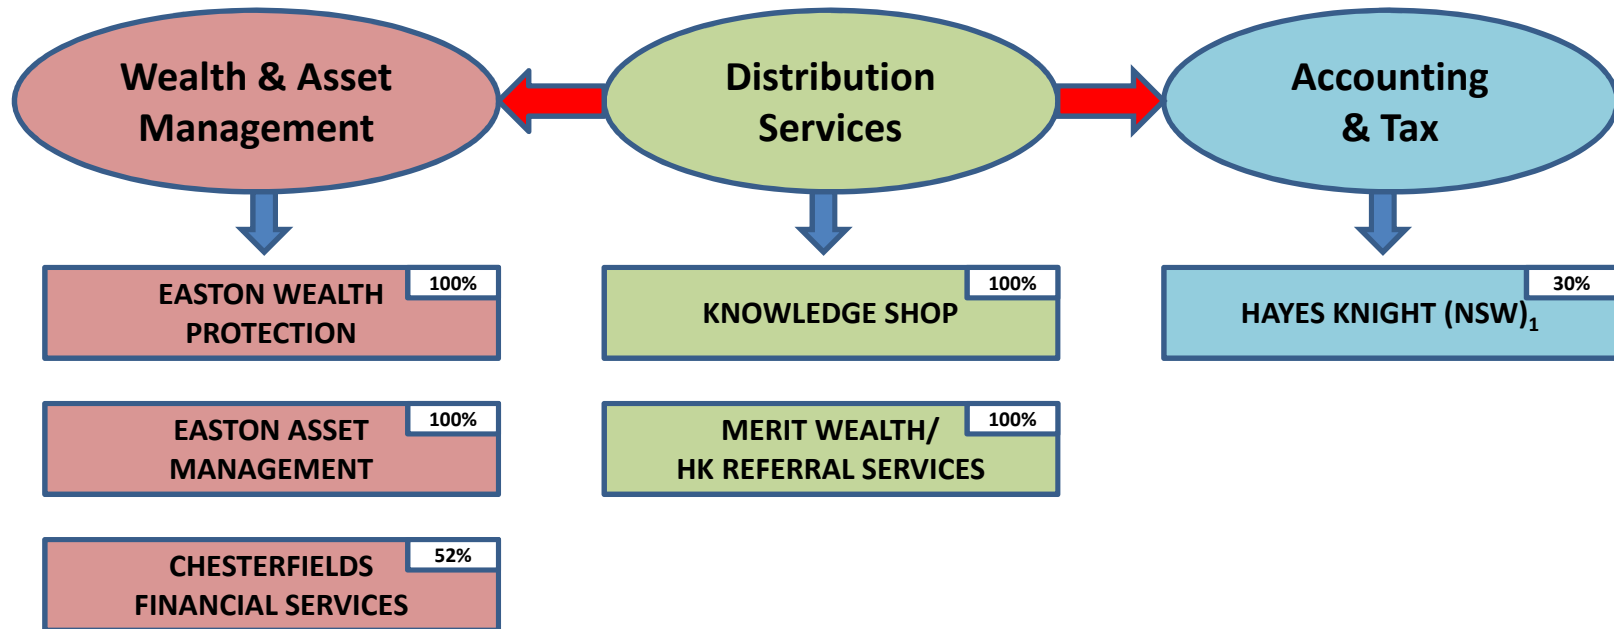 Wealth & Asset
Management
Distribution
Services
Accounting
& Tax
100%
EASTON WEALTH
PROTECTION
100%
KNOWLEDGE SHOP
30%
HAYES KNIGHT (NSW)1
100%
EASTON ASSET
MANAGEMENT
100%
MERIT WEALTH/
HK REFERRAL SERVICES
52%
CHESTERFIELDS
FINANCIAL SERVICES